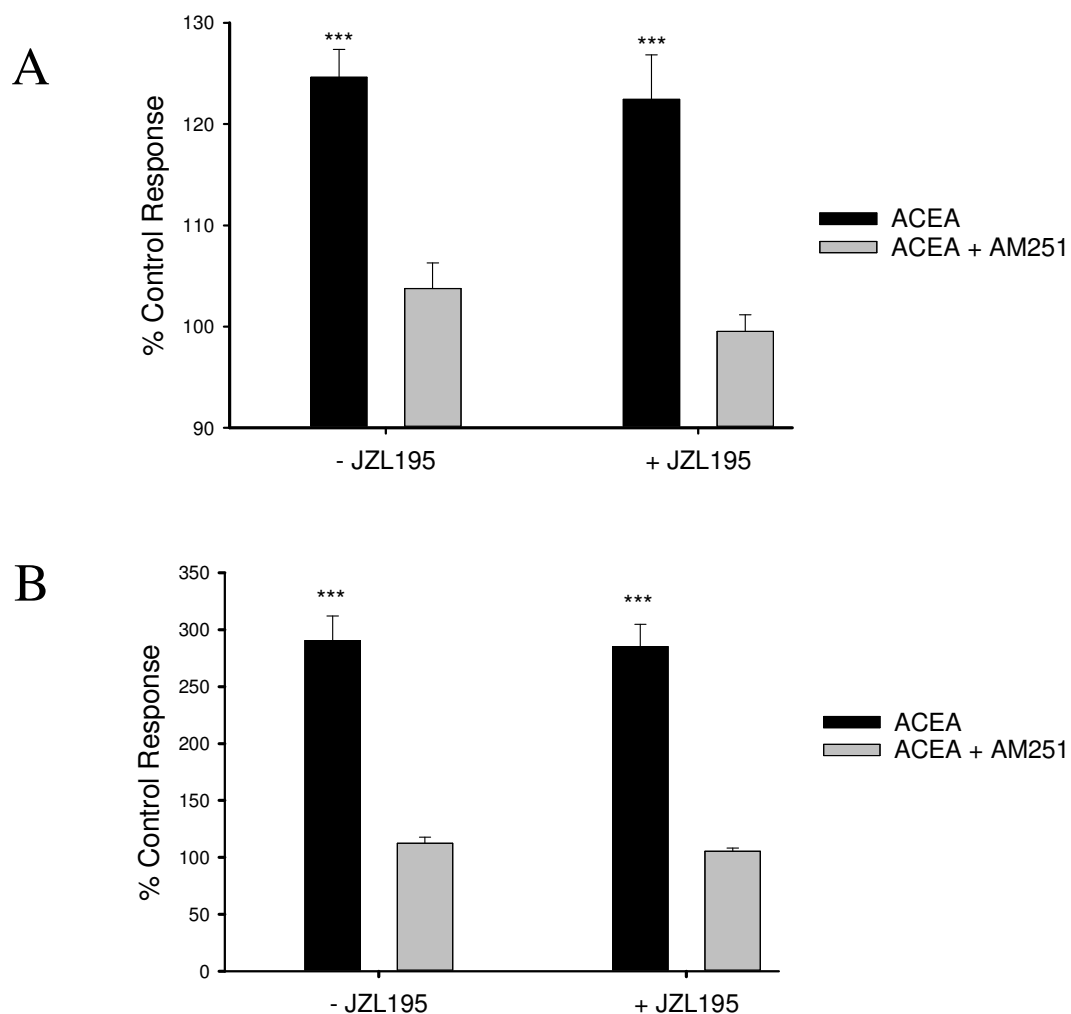 A
% Control Response
130
120
110
100
90
***
***
- JZL195
+ JZL195
ACEA
ACEA + AM251
B
% Control Response
350
300
250
200
150
100
50
0
***
***
- JZL195
+ JZL195
ACEA
ACEA + AM251